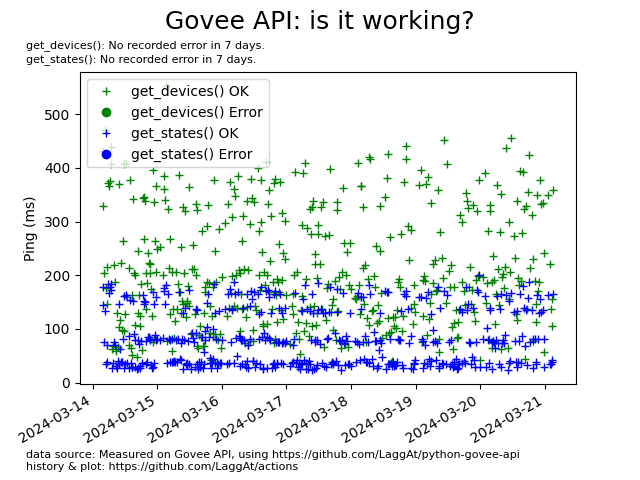 Govee API: is it working?
get_devices(): No recorded error in 7 days.
get_states(): No recorded error in 7 days.
get_devices() OK
get_devices() Error
get_states() OK
get_states() Error
Ping (ms)
500
400
300
200
100
0
2024-03-14
2024-03-15
2024-03-16
2024-03-17
2024-03-18
2024-03-19
2024-03-20
2024-03-21
data source: Measured on Govee API, using https://github.com/LaggAt/python-govee-api
history & plot: https://github.com/LaggAt/actions